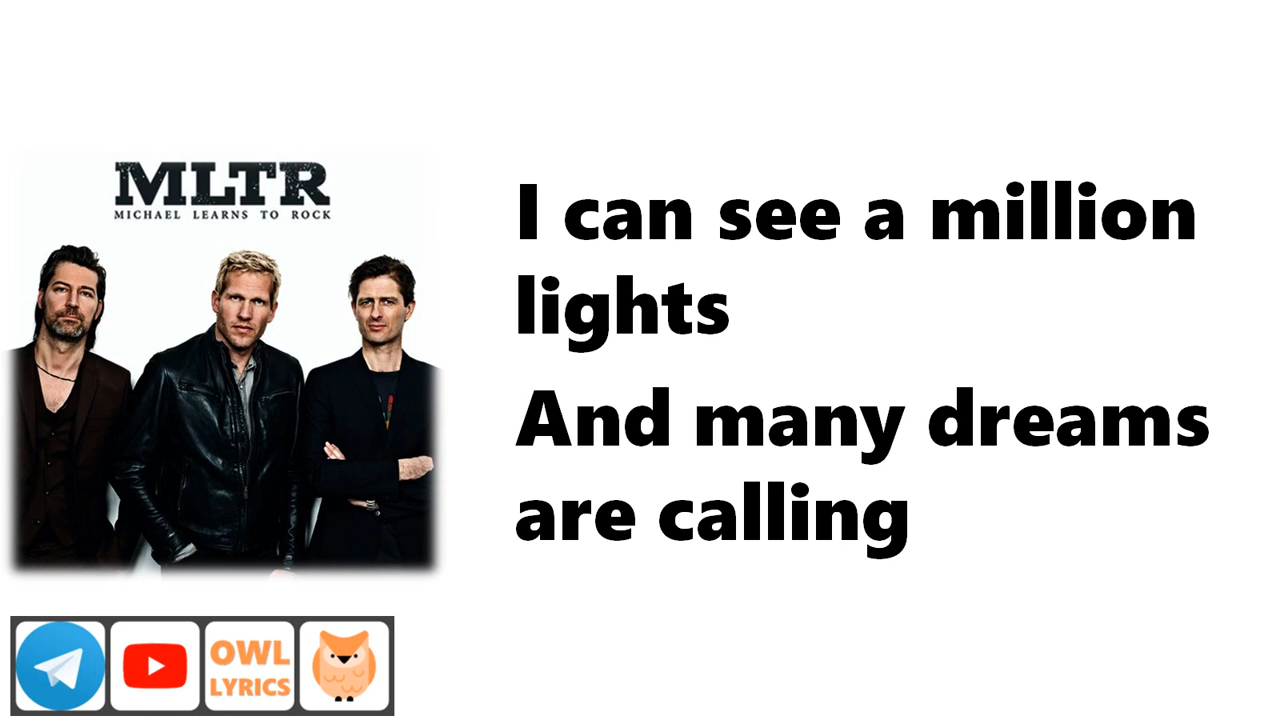 MLTR
MICHAEL LEARNS TO ROCK
I can see a million
lights
And many dreams
are calling
OWL
LYRICS